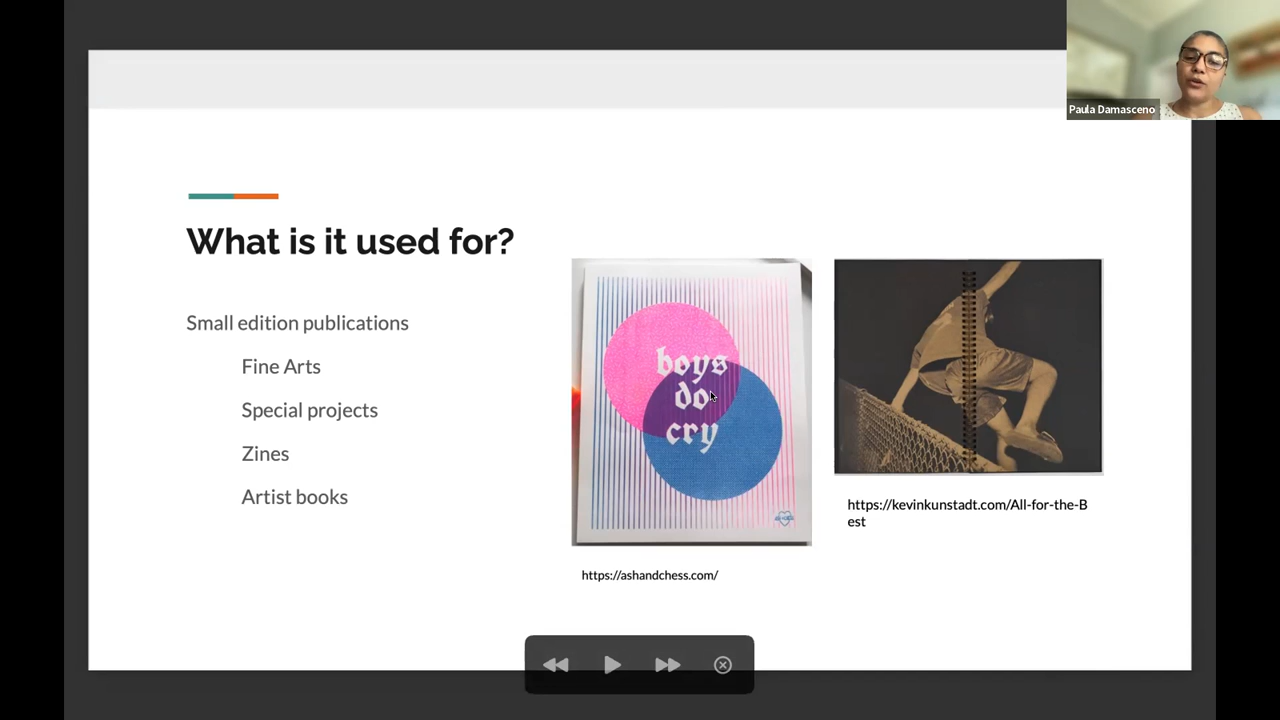 Paula Damasceno
What is it used for?
Small edition publications
Fine Arts
Special projects
Zines
Artist books
boys
do
cry
https://ashandchess.com/
https://kevinkunstadt.com/All-for-the-B
est